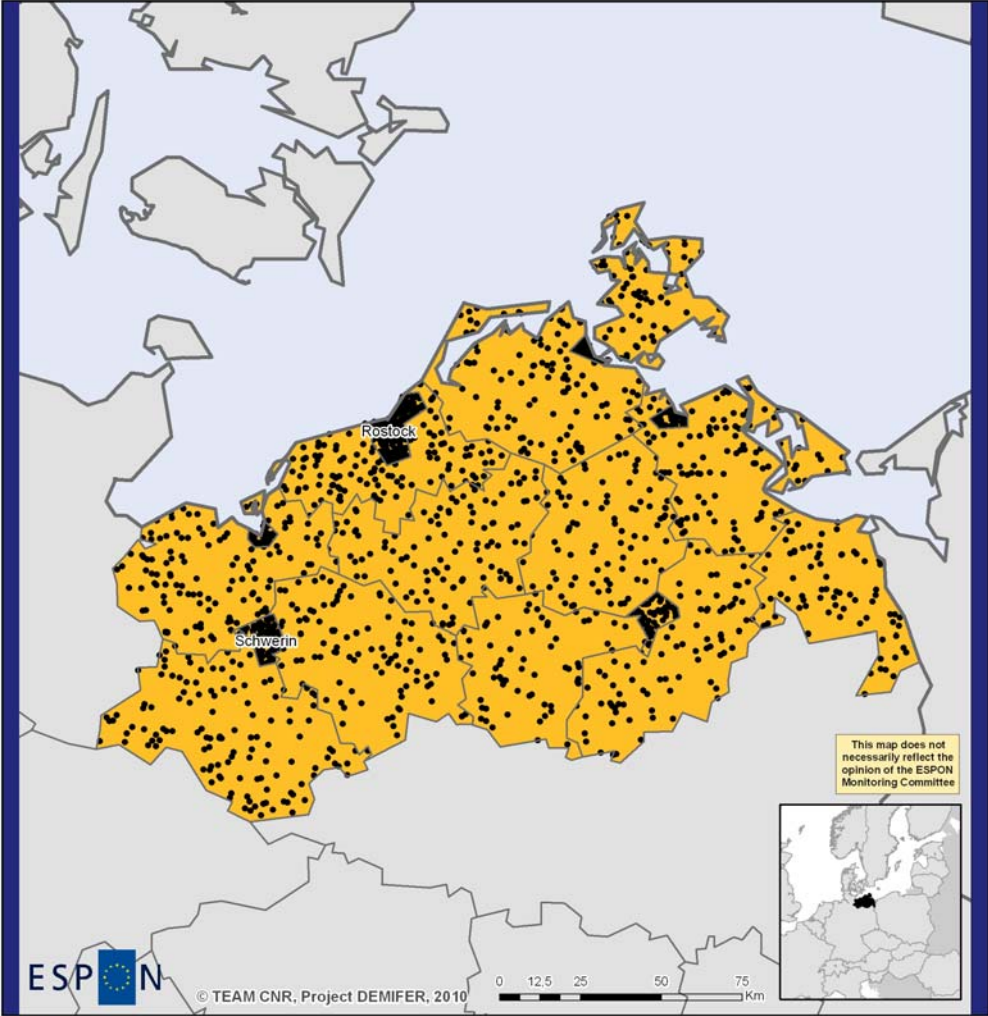 Rostock
Schwerin
This map does not
necessarily reflect the
opinion of the ESPON
Monitoring Committee
ESPON
© TEAM CNR, Project DEMIFER, 2010
0 12,5 25 50 75
Km